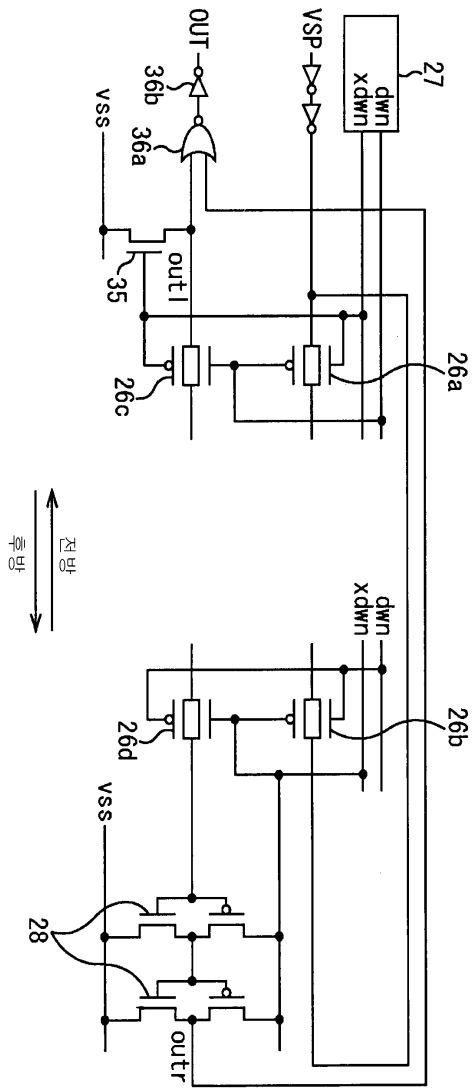 27
dwn
xdwn
VSP
OUT
36b
36a
vss
35
outl
26a
26c
전방
후방
dwn
xdwn
26b
26d
vss
28
outr